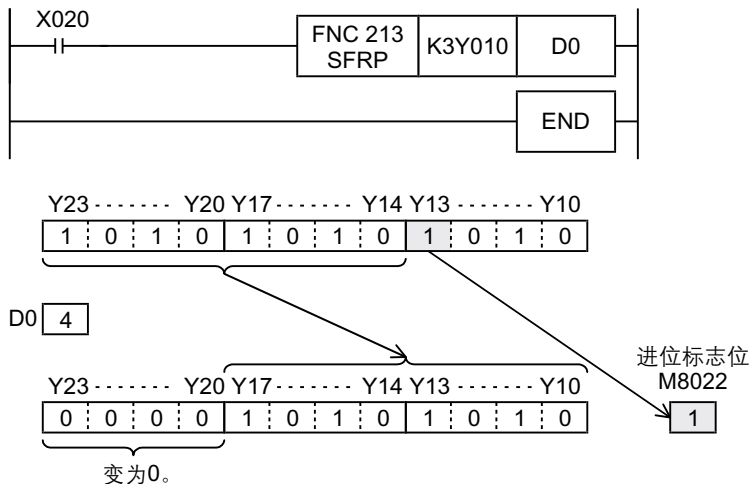 X020
FNC 213
SFRP
K3Y010
D0
END
Y23 - - - - - - - Y20 Y17 - - - - - - - Y14 Y13 - - - - - - - Y10
1 0 1 0 1 0 1 0 1 0 1 0
D0 4
进位标志位
M8022
Y23 - - - - - - - Y20 Y17 - - - - - - - Y14 Y13 - - - - - - - Y10
0 0 0 0 1 0 1 0 1 0 1 0 1
变为0。